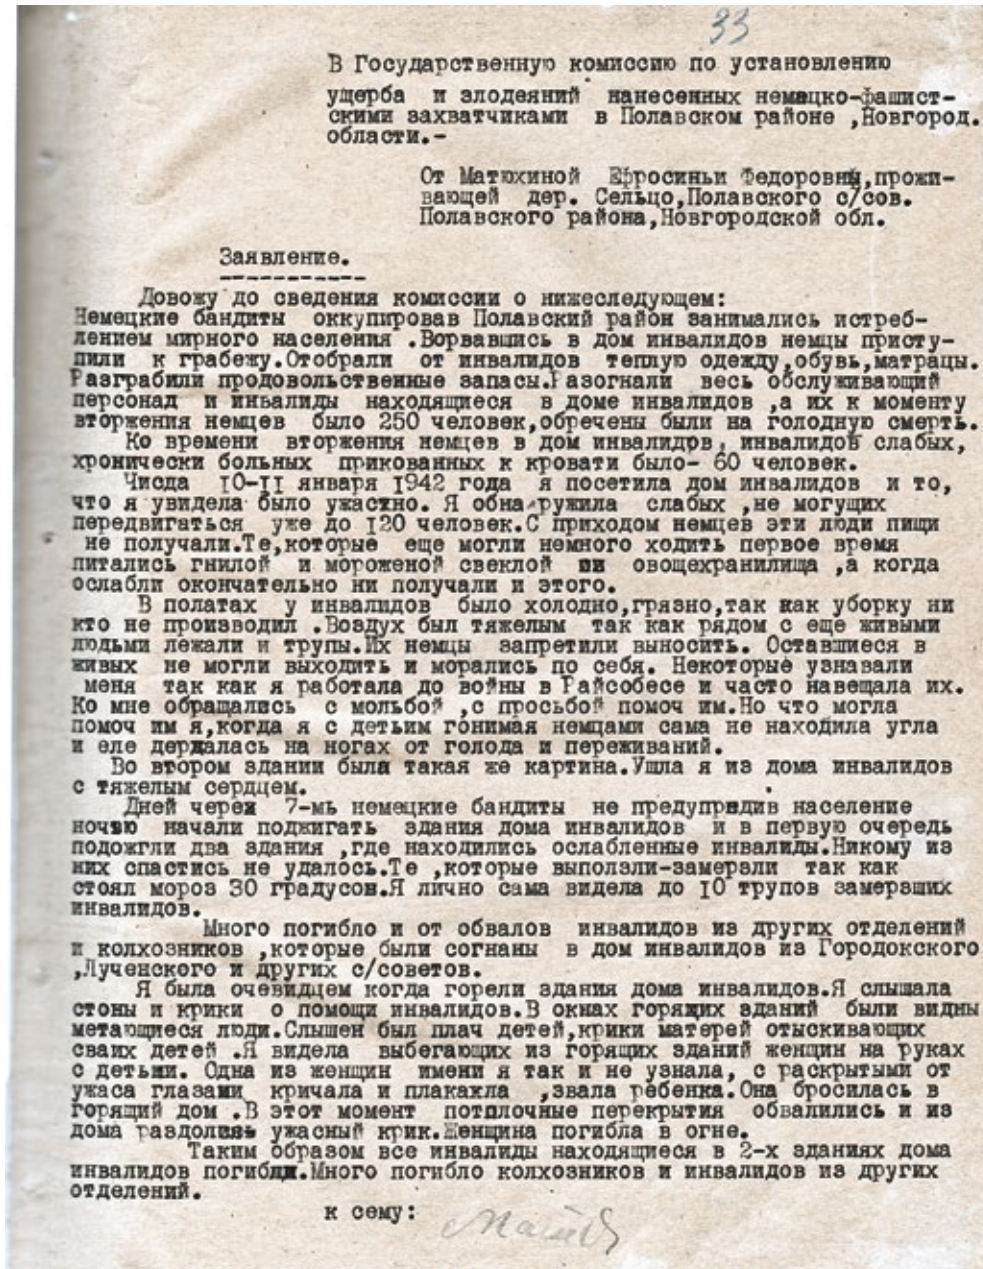 33
В Государственную комиссию по установлению
ущерба и злодеяний нанесенных немецко-фашист-
скими захватчиками в Полавском районе ,Новгород.
области.-
От Матюхиной Ефросиньи Федоровны,прожи-
вающей дер. Сельцо,Полавского с/сов.
Полавского района,Новгородской обл.
Заявление.
Довожу до сведения комиссии о нижеследующем:
Немецкие бандиты оккупировав Полавский район занимались истреб-
лением мирного населения .Ворвавшись в дом инвалидов немцы присту-
пили к грабежу.Отобрали от инвалидов теплую одежду,обувь,матрацы.
Разграбили продовольственные запасы.Разогнали весь обслуживающий
персонад и инвалиды находящиеся в доме инвалидов ,а их к моменту
вторжения немцев было 250 человек,обречены были на голодную смерть.
Ко времени вторжения немцев в дом инвалидов, инвалидов слабых,
хронически больных прикованных к кровати было- 60 человек.
Числа 10-11 января 1942 года я посетила дом инвалидов и то,
что я увидела было ужастно. Я обна ружила слабых ,не могущих
передвигаться уже до 120 человек.С приходом немцев эти люди пищи
не получали.Те,которые еще могли немного ходить первое время
питались гнилой и мороженой свеклой овощехранилища ,а когда
ослабли окончательно ни получали и этого.
В полатах у инвалидов было холодно,грязно,так как уборку ни
кто не производил .Воздух был тяжелым так как рядом с еще живыми
людьми лежали и трупы.Их немцы запретили выносить. Оставшиеся в
живых не могли выходить и морались по себя. Некоторые узнавали
меня так как я работала до войны в Райсобесе и часто навещала их.
Ко мне обращались с мольбой ,с просьбой помоч им.Но что могла
помоч им я,когда я с детьим гонимая немцами сама не находила угла
и еле держалась на ногах от голода и переживаний.
Во втором здании была такая же картина.Ушла я из дома инвалидов
с тяжелым сердцем.
Дней через 7-мь немецкие бандиты не предупредив население
ночью начали поджигать здания дома инвалидов и в первую очередь
подожгли два здания ,где находились ослабленные инвалиды.Никому из
них спастись не удалось.Те ,которые выползли-замерзли так как
стоял мороз 30 градусов.Я лично сама видела до 10 трупов замерзших
инвалидов.
Много погибло и от обвалов инвалидов из других отделений
и колхозников ,которые были согнаны в дом инвалидов из Городокского
,Лученского и других с/советов.
Я была очевидцем когда горели здания дома инвалидов.Я слышала
стоны и крики о помощи инвалидов.В окнах горящих зданий были видны
метающиеся люди.Слышен был плач детей,крики матерей отыскивающих
сваих детей .Я видела выбегающих из горящих зданий женщин на руках
с детьми. Одна из женщин имени я так и не узнала, с раскрытыми от
ужаса глазами кричала и плакахла ,звала ребенка.Она бросилась в
горящий дом .В этот момент потолочные перекрытия обвалились и из
дома раздолся ужасный крик.Женщина погибла в огне.
Таким образом все инвалиды находящиеся в 2-х зданиях дома
инвалидов погибли.Много погибло колхозников и инвалидов из других
отделений.
к сему: